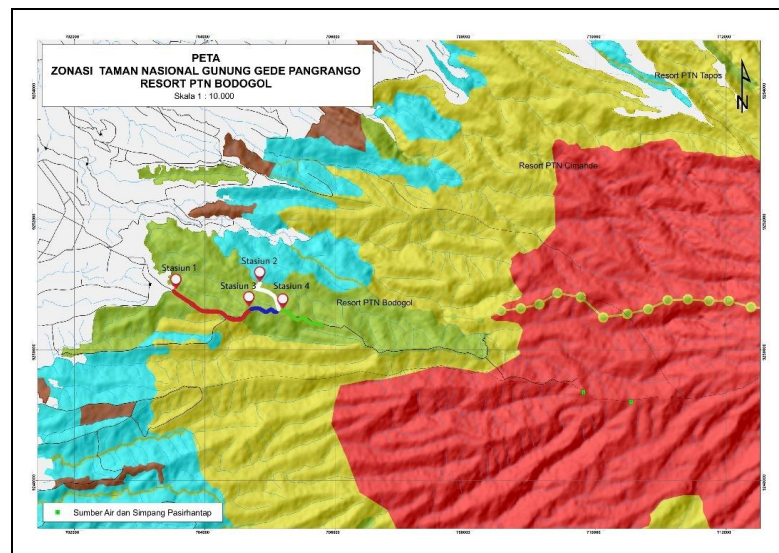 PETA
ZONASI TAMAN NASIONAL GUNUNG GEDE PANGRANGO
RESORT PTN BODOGOL
Skala 1 : 10.000
Resort PTN Tapos
Resort PTN Cimande
Stasiun 1
Stasiun 2
Stasiun 3
Stasiun 4
Resort PTN Bodogol
Sumber Air dan Simpang Pasirhantap